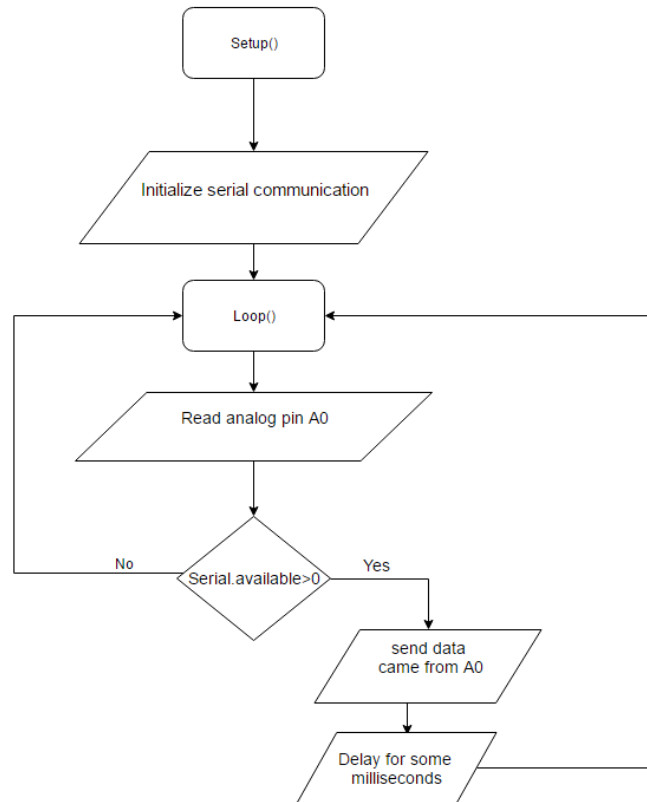 Setup()
Initialize serial communication
Loop()
Read analog pin A0
Serial.available>0
No
Yes
send data
came from A0
Delay for some
milliseconds